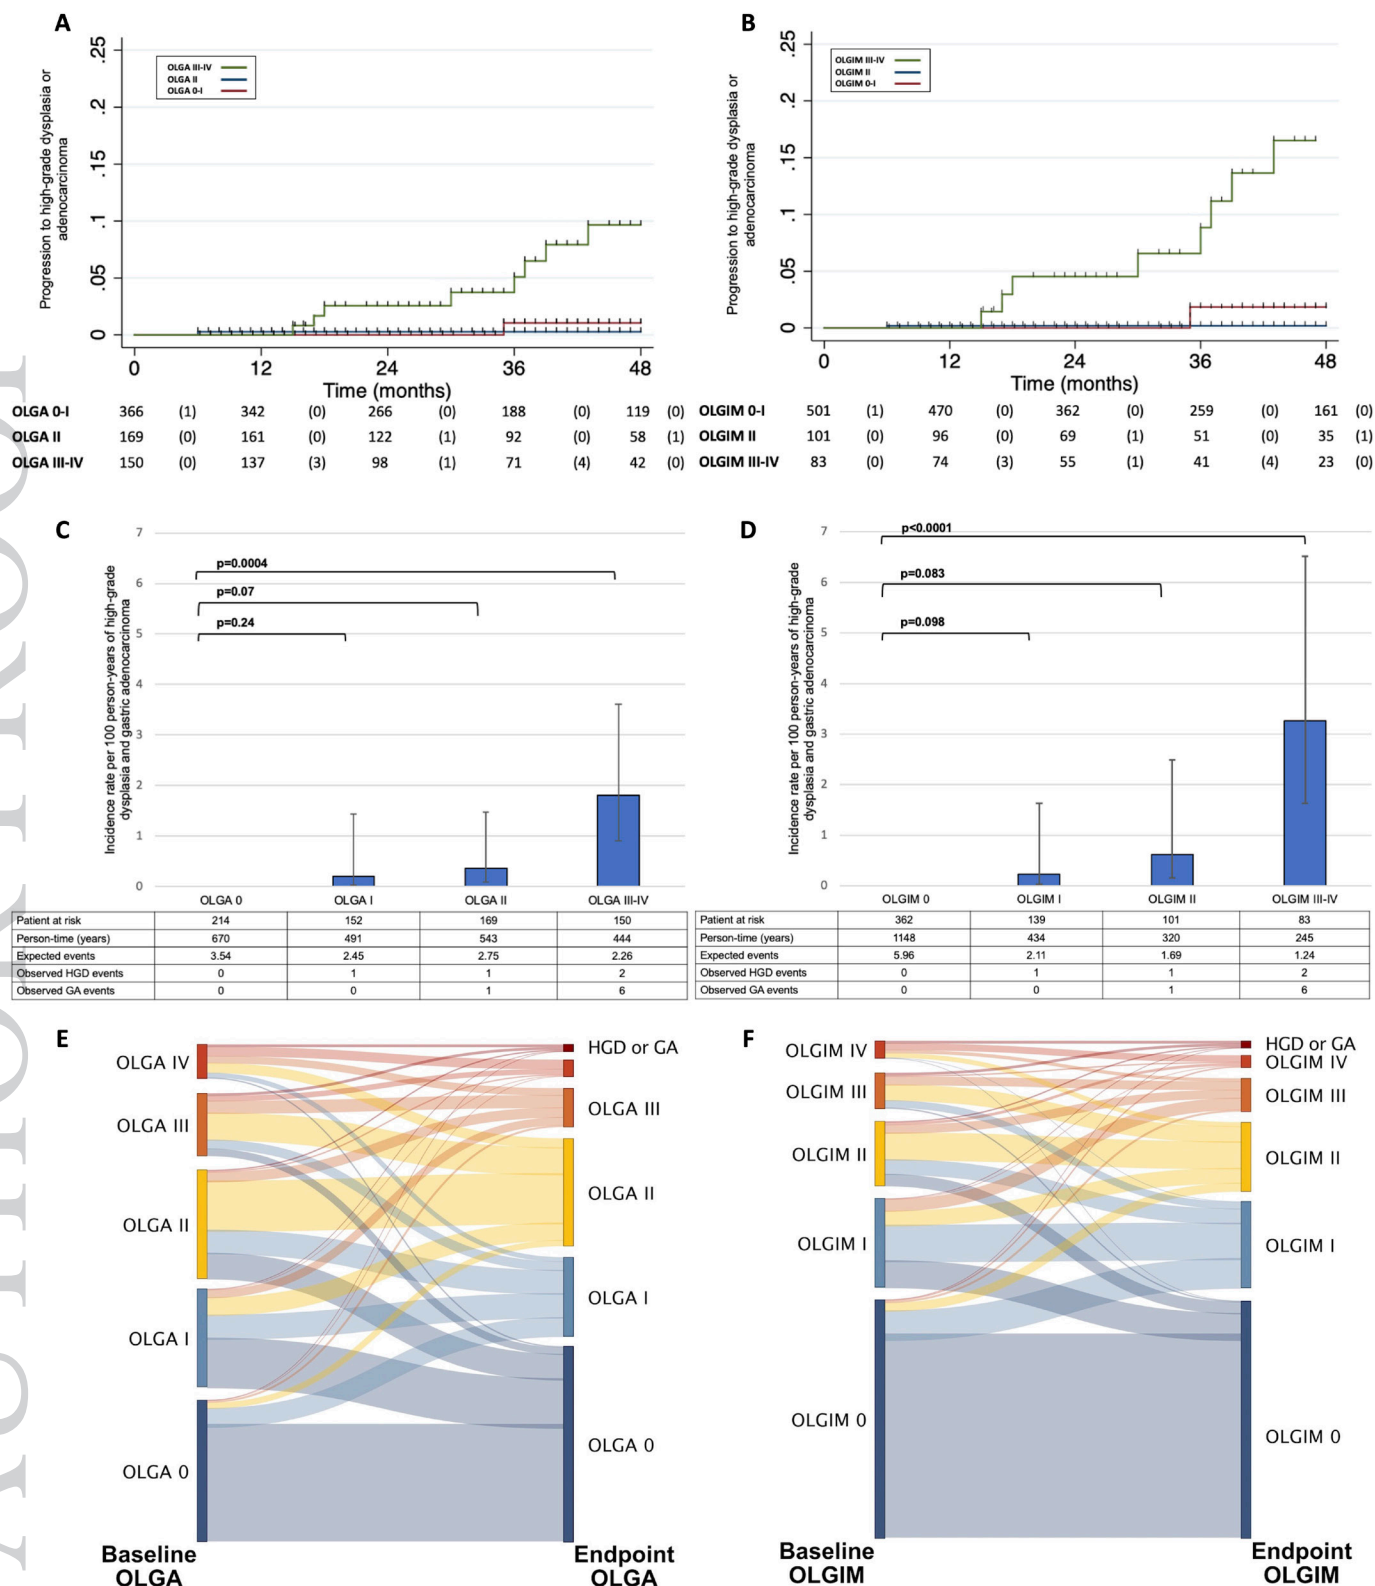 A
Progression to high-grade dysplasia or
adenocarcinoma
.25
.2
.15
.1
.05
0
OLGA III-IV
OLGA II
OLGA 0-I
0 12 24 36 48
Time (months)
OLGA 0-I 366 (1) 342 (0) 266 (0) 188 (0) 119 (0)
OLGA II 169 (0) 161 (0) 122 (1) 92 (0) 58 (1)
OLGA III-IV 150 (0) 137 (3) 98 (1) 71 (4) 42 (0)
B
Progression to high-grade dysplasia or
adenocarcinoma
.25
.2
.15
.1
.05
0
OLGIM III-IV
OLGIM II
OLGIM 0-I
0 12 24 36 48
Time (months)
OLGIM 0-I 501 (1) 470 (0) 362 (0) 259 (0) 161 (0)
OLGIM II 101 (0) 96 (0) 69 (1) 51 (0) 35 (1)
OLGIM III-IV 83 (0) 74 (3) 55 (1) 41 (4) 23 (0)
C
Incidence rate per 100 person-years of high-grade
dysplasia and gastric adenocarcinoma
7
6
5
4
3
2
1
0
p=0.0004
p=0.07
p=0.24
OLGA 0 OLGA I OLGA II OLGA III-IV
Patient at risk 214 152 169 150
Person-time (years) 670 491 543 444
Expected events 3.54 2.45 2.75 2.26
Observed HGD events 0 1 1 2
Observed GA events 0 0 1 6
D
Incidence rate per 100 person-years of high-grade
dysplasia and gastric adenocarcinoma
7
6
5
4
3
2
1
0
p<0.0001
p=0.083
p=0.098
OLGIM 0 OLGIM I OLGIM II OLGIM III-IV
Patient at risk 362 139 101 83
Person-time (years) 1148 434 320 245
Expected events 5.96 2.11 1.69 1.24
Observed HGD events 0 1 1 2
Observed GA events 0 0 1 6
E
OLGA IV
OLGA III
OLGA II
OLGA I
OLGA 0
HGD or GA
OLGA III
OLGA II
OLGA I
OLGA 0
Baseline
OLGA
Endpoint
OLGA
F
OLGIM IV
OLGIM III
OLGIM II
OLGIM I
OLGIM 0
HGD or GA
OLGIM IV
OLGIM III
OLGIM II
OLGIM I
OLGIM 0
Baseline
OLGIM
Endpoint
OLGIM